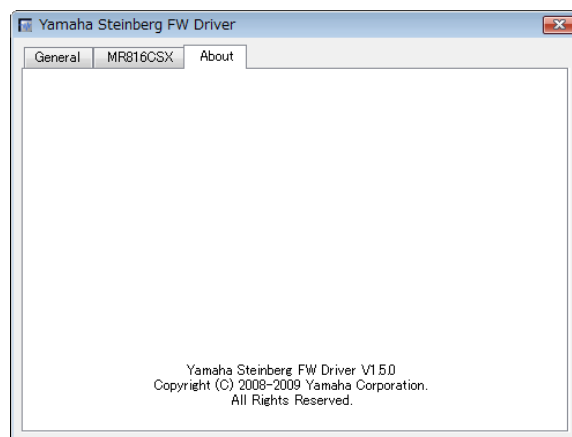 Yamaha Steinberg FW Driver
General MR816CSX About
Yamaha Steinberg FW Driver V1.5.0
Copyright (C) 2008-2009 Yamaha Corporation.
All Rights Reserved.